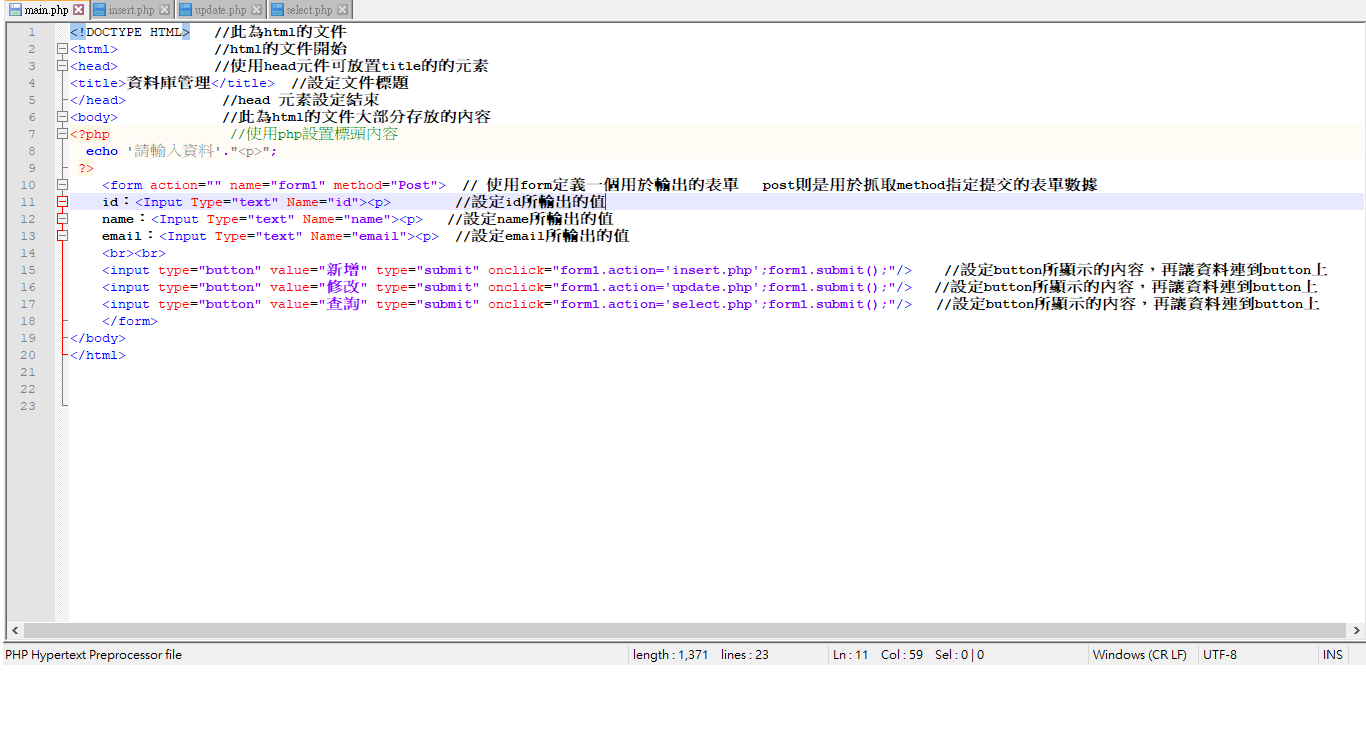 main.php insert.php update.php select.php
1 <!DOCTYPE HTML> //此為html的文件
2 <html> //html的文件開始
3 <head> //使用head元件可放置title的的元素
4 <title>資料庫管理</title> //設定文件標題
5 </head> //head 元素設定結束
6 <body> //此為html的文件大部分存放的內容
7 <?php //使用php設置標頭內容
8 echo '請輸入資料'."<p>";
9 ?>
10 <form action="" name="form1" method="Post"> // 使用form定義一個用於輸出的表單 post則是用於抓取method指定提交的表單數據
11 id：<Input Type="text" Name="id"><p> //設定id所輸出的值
12 name：<Input Type="text" Name="name"><p> //設定name所輸出的值
13 email：<Input Type="text" Name="email"><p> //設定email所輸出的值
14 <br><br>
15 <input type="button" value="新增" type="submit" onclick="form1.action='insert.php';form1.submit();"/> //設定button所顯示的內容，再讓資料連到button上
16 <input type="button" value="修改" type="submit" onclick="form1.action='update.php';form1.submit();"/> //設定button所顯示的內容，再讓資料連到button上
17 <input type="button" value="查詢" type="submit" onclick="form1.action='select.php';form1.submit();"/> //設定button所顯示的內容，再讓資料連到button上
18 </form>
19 </body>
20 </html>
21
22
23
PHP Hypertext Preprocessor file length : 1,371 lines : 23 Ln : 11 Col : 59 Sel : 0 | 0 Windows (CR LF) UTF-8 INS